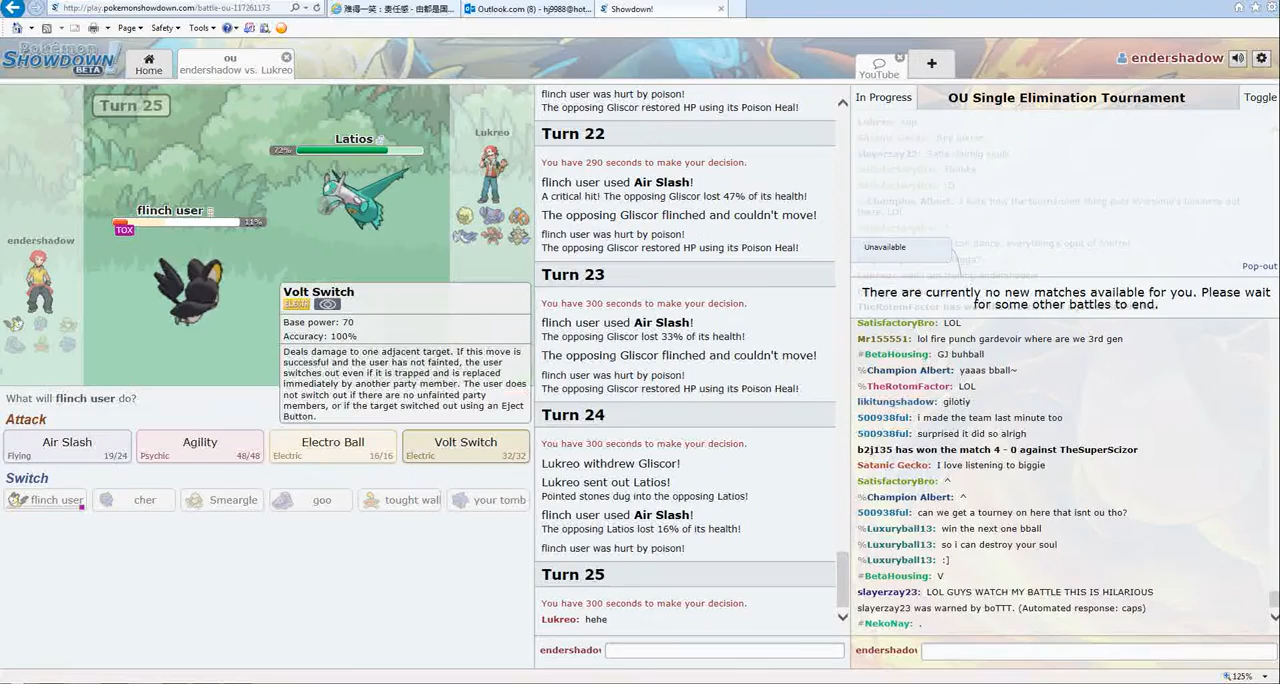 http://play.pokemonshowdown.com/battle-ou-117261173
Outlook.com (8) - hj9988@hot...
Showdown!
Page
Safety
Tools
Pokémon
SHOWDOWN!
BETA
Home
OU
endershadow vs. Lukreo
YouTube
+
endershadow
Turn 25
Latios
72%
flinch user
11%
TOX
Lukreo
endershadow
Volt Switch
ELECTR
Base power: 70
Accuracy: 100%
Deals damage to one adjacent target. If this move is
successful and the user has not fainted, the user
switches out even if it is trapped and is replaced
immediately by another party member. The user does
not switch out if there are no unfainted party
members, or if the target switched out using an Eject
Button.
What will flinch user do?
Attack
Air Slash
Flying 19/24
Agility
Psychic 48/48
Electro Ball
Electric 16/16
Volt Switch
Electric 32/32
Switch
flinch user
cher
Smeargle
goo
tought wall
your tomb
flinch user was hurt by poison!
The opposing Gliscor restored HP using its Poison Heal!
Turn 22
You have 290 seconds to make your decision.
flinch user used Air Slash!
A critical hit! The opposing Gliscor lost 47% of its health!
The opposing Gliscor flinched and couldn't move!
flinch user was hurt by poison!
The opposing Gliscor restored HP using its Poison Heal!
Turn 23
You have 300 seconds to make your decision.
flinch user used Air Slash!
The opposing Gliscor lost 33% of its health!
The opposing Gliscor flinched and couldn't move!
flinch user was hurt by poison!
The opposing Gliscor restored HP using its Poison Heal!
Turn 24
You have 300 seconds to make your decision.
Lukreo withdrew Gliscor!
Lukreo sent out Latios!
Pointed stones dug into the opposing Latios!
flinch user used Air Slash!
The opposing Latios lost 16% of its health!
flinch user was hurt by poison!
Turn 25
You have 300 seconds to make your decision.
Lukreo: hehe
endershadow
In Progress
OU Single Elimination Tournament
Toggle
Unavailable
Pop-out
There are currently no new matches available for you. Please wait
for some other battles to end.
SatisfactoryBro: LOL
Mr155551: lol fire punch gardevoir where are we 3rd gen
#BetaHousing: GJ buhball
%Champion Albert: yaaas bball~
%TheRotomFactor: LOL
likitungshadow: gilotiy
500938ful: i made the team last minute too
500938ful: surprised it did so alrigh
b2j135 has won the match 4 - 0 against TheSuperScizor
Satanic Gecko: I love listening to biggie
SatisfactoryBro: ^
%Champion Albert: ^
500938ful: can we get a tourney on here that isnt ou tho?
%Luxuryball13: win the next one bball
%Luxuryball13: so i can destroy your soul
%Luxuryball13: :]
#BetaHousing: V
slayerzay23: LOL GUYS WATCH MY BATTLE THIS IS HILARIOUS
slayerzay23 was warned by boTTT. (Automated response: caps)
#NekoNay: .
endershadow
125%